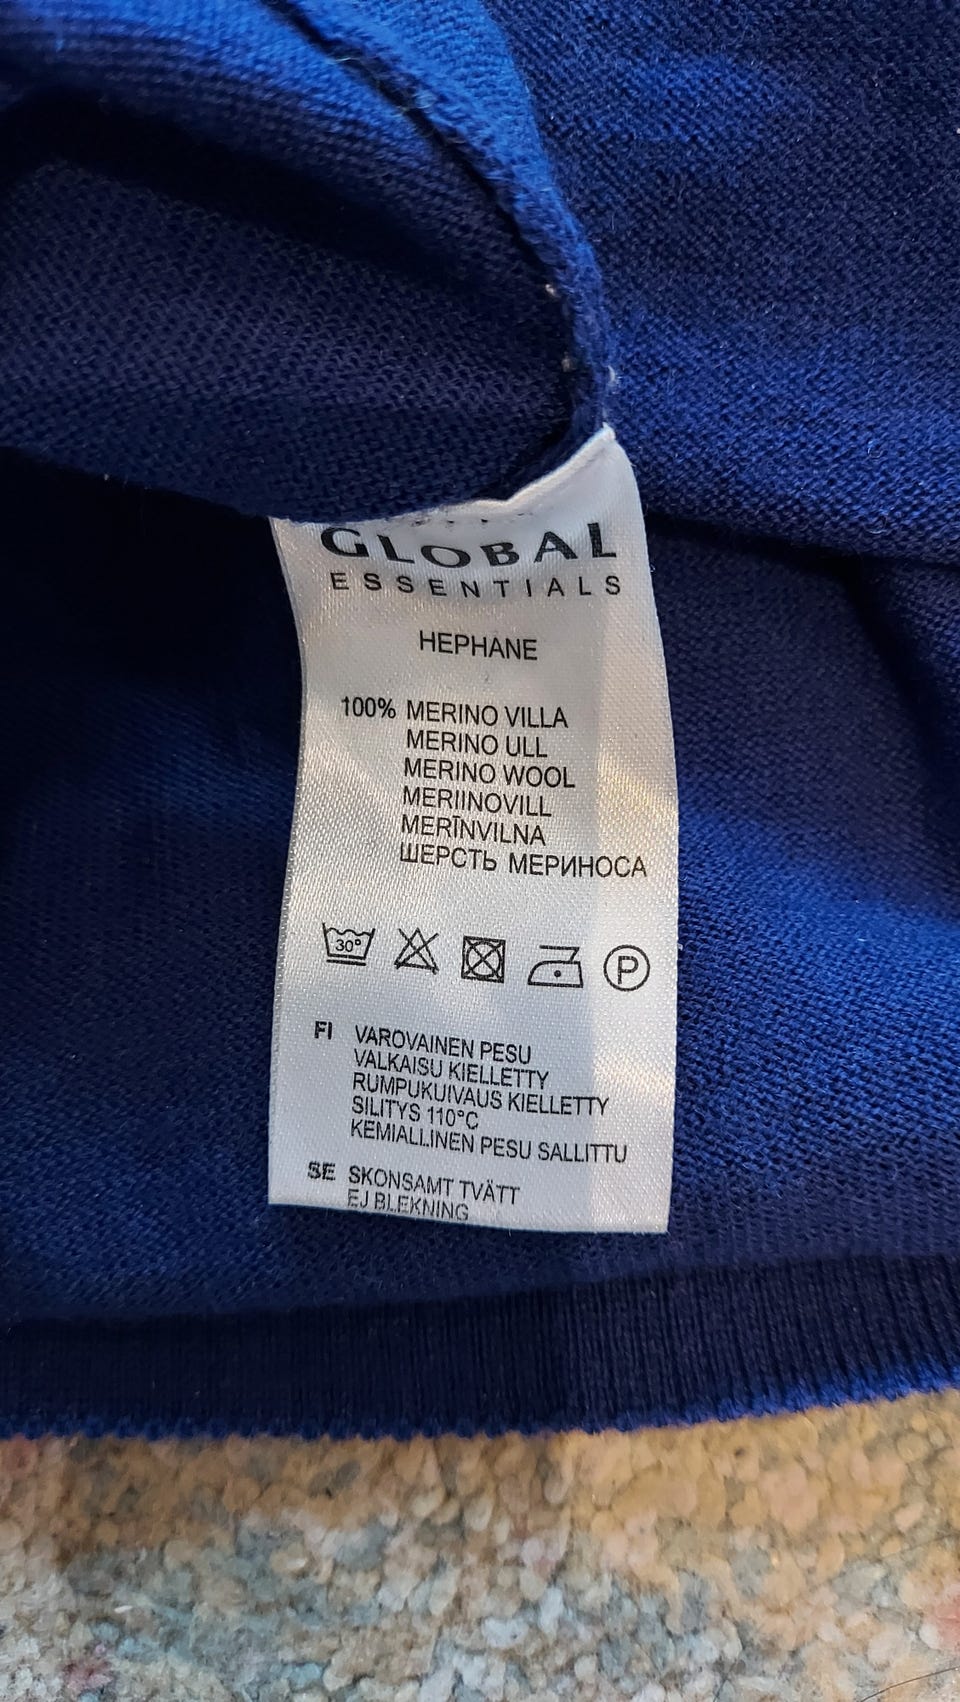 GLOBAL
ESSENTIALS
HEPHANE
100% MERINO VILLA
MERINO ULL
MERINO WOOL
MERIINOVILL
MERĪNVILNA
ШЕРСТЬ МЕРИНОСА
30° P
FI VAROVAINEN PESU
VALKAISU KIELLETTY
RUMPUKUIVAUS KIELLETTY
SILITYS 110°C
KEMIALLINEN PESU SALLITTU
SE SKONSAMT TVÄTT
EJ BLEKNING